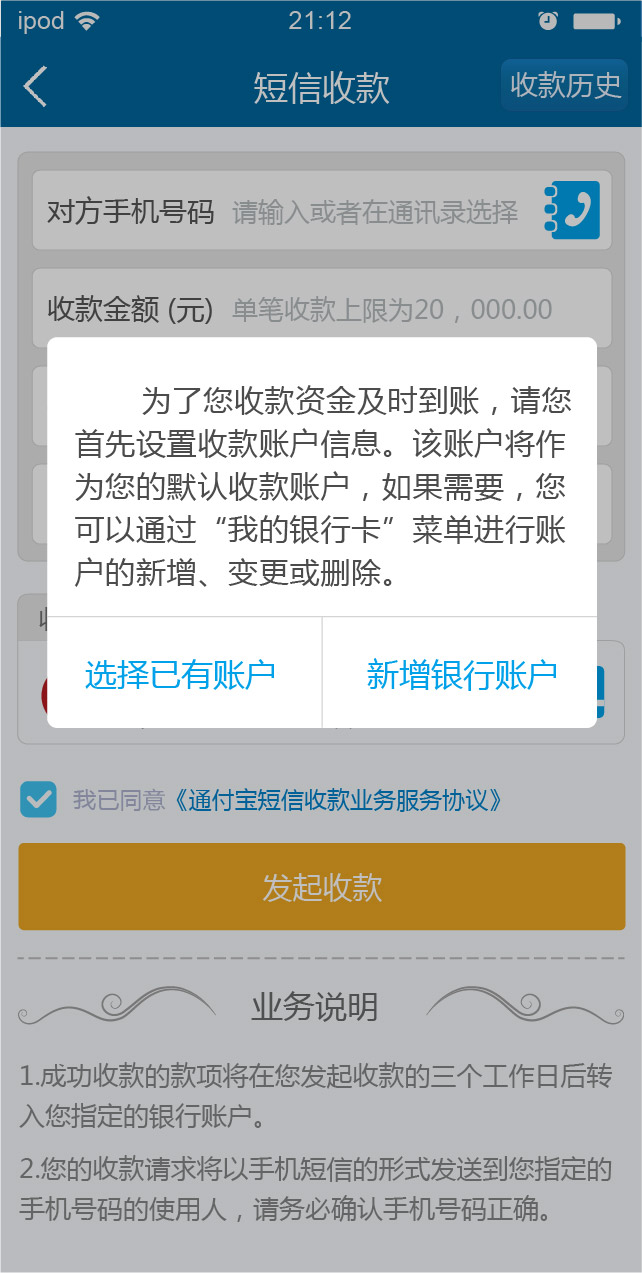 ipod 21:12
短信收款 收款历史
对方手机号码 请输入或者在通讯录选择
收款金额 (元) 单笔收款上限为20，000.00
为了您收款资金及时到账，请您
首先设置收款账户信息。该账户将作
为您的默认收款账户，如果需要，您
可以通过“我的银行卡”菜单进行账
户的新增、变更或删除。
选择已有账户 新增银行账户
我已同意《通付宝短信收款业务服务协议》
发起收款
业务说明
1.成功收款的款项将在您发起收款的三个工作日后转
入您指定的银行账户。
2.您的收款请求将以手机短信的形式发送到您指定的
手机号码的使用人，请务必确认手机号码正确。